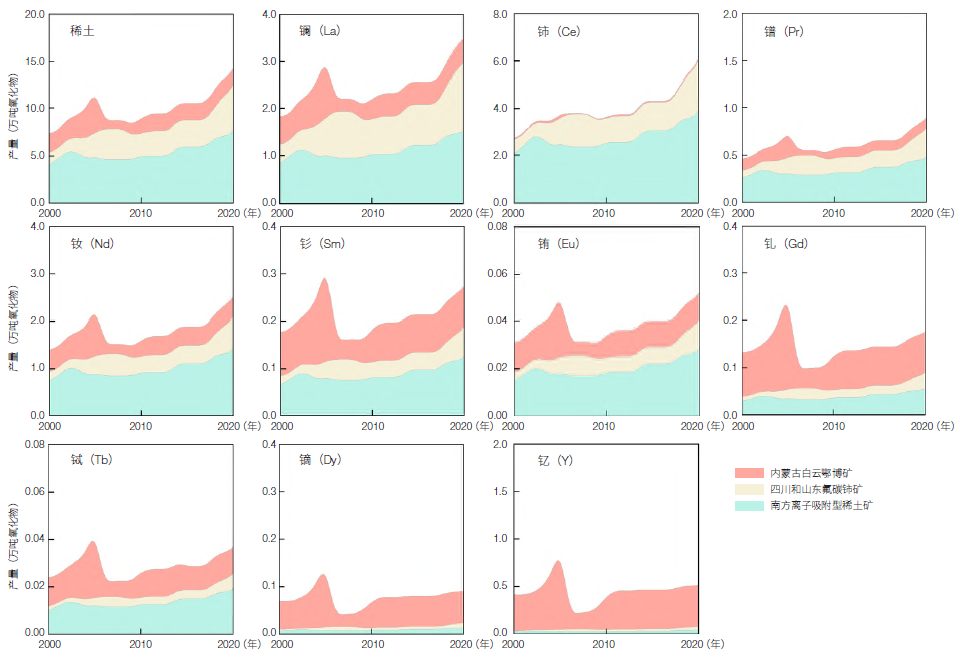 稀土
20.0
15.0
10.0
5.0
0.0
产量（万吨氧化物）
2000
2010
2020（年）
镧（La）
4.0
3.0
2.0
1.0
0.0
2000
2010
2020（年）
铈（Ce）
8.0
6.0
4.0
2.0
0.0
2000
2010
2020（年）
镨（Pr）
2.0
1.5
1.0
0.5
0.0
2000
2010
2020（年）
钕（Nd）
4.0
3.0
2.0
1.0
0.0
产量（万吨氧化物）
2000
2010
2020（年）
钐（Sm）
0.4
0.3
0.2
0.1
0.0
2000
2010
2020（年）
铕（Eu）
0.08
0.06
0.04
0.02
0.00
2000
2010
2020（年）
钆（Gd）
0.4
0.3
0.2
0.1
0.0
2000
2010
2020（年）
铽（Tb）
0.08
0.06
0.04
0.02
0.00
产量（万吨氧化物）
2000
2010
2020（年）
镝（Dy）
0.4
0.3
0.2
0.1
0.0
2000
2010
2020（年）
钇（Y）
2.0
1.5
1.0
0.5
0.0
2000
2010
2020（年）
内蒙古白云鄂博矿
四川和山东氟碳铈矿
南方离子吸附型稀土矿